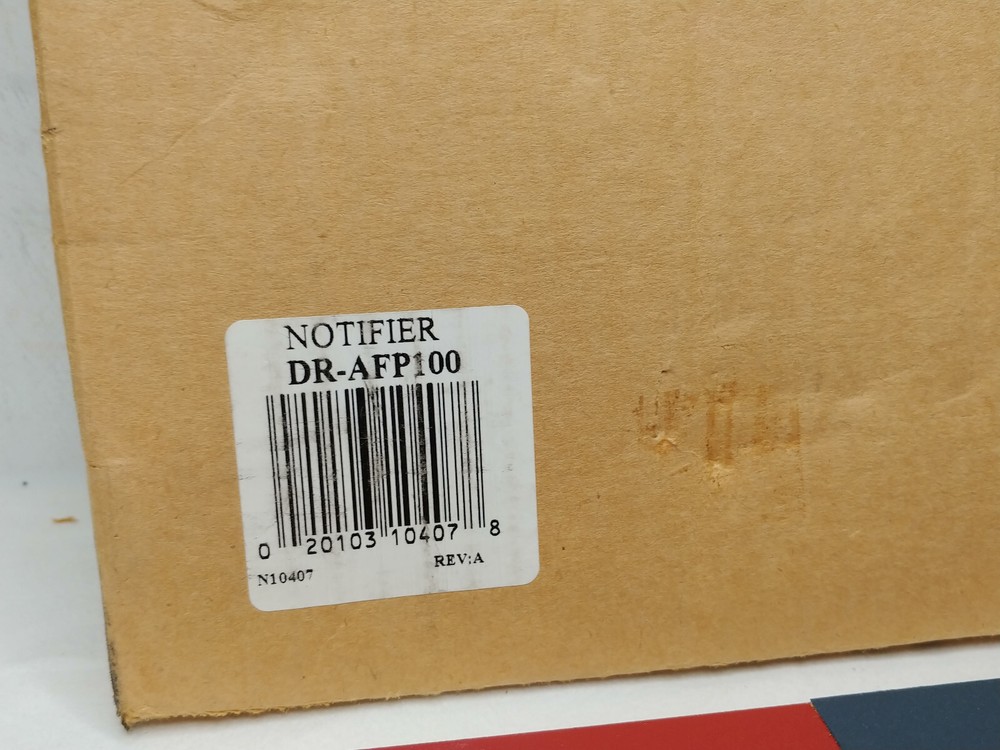 NOTIFIER
DR-AFP100
0 20103 10407 8
N10407 REV:A